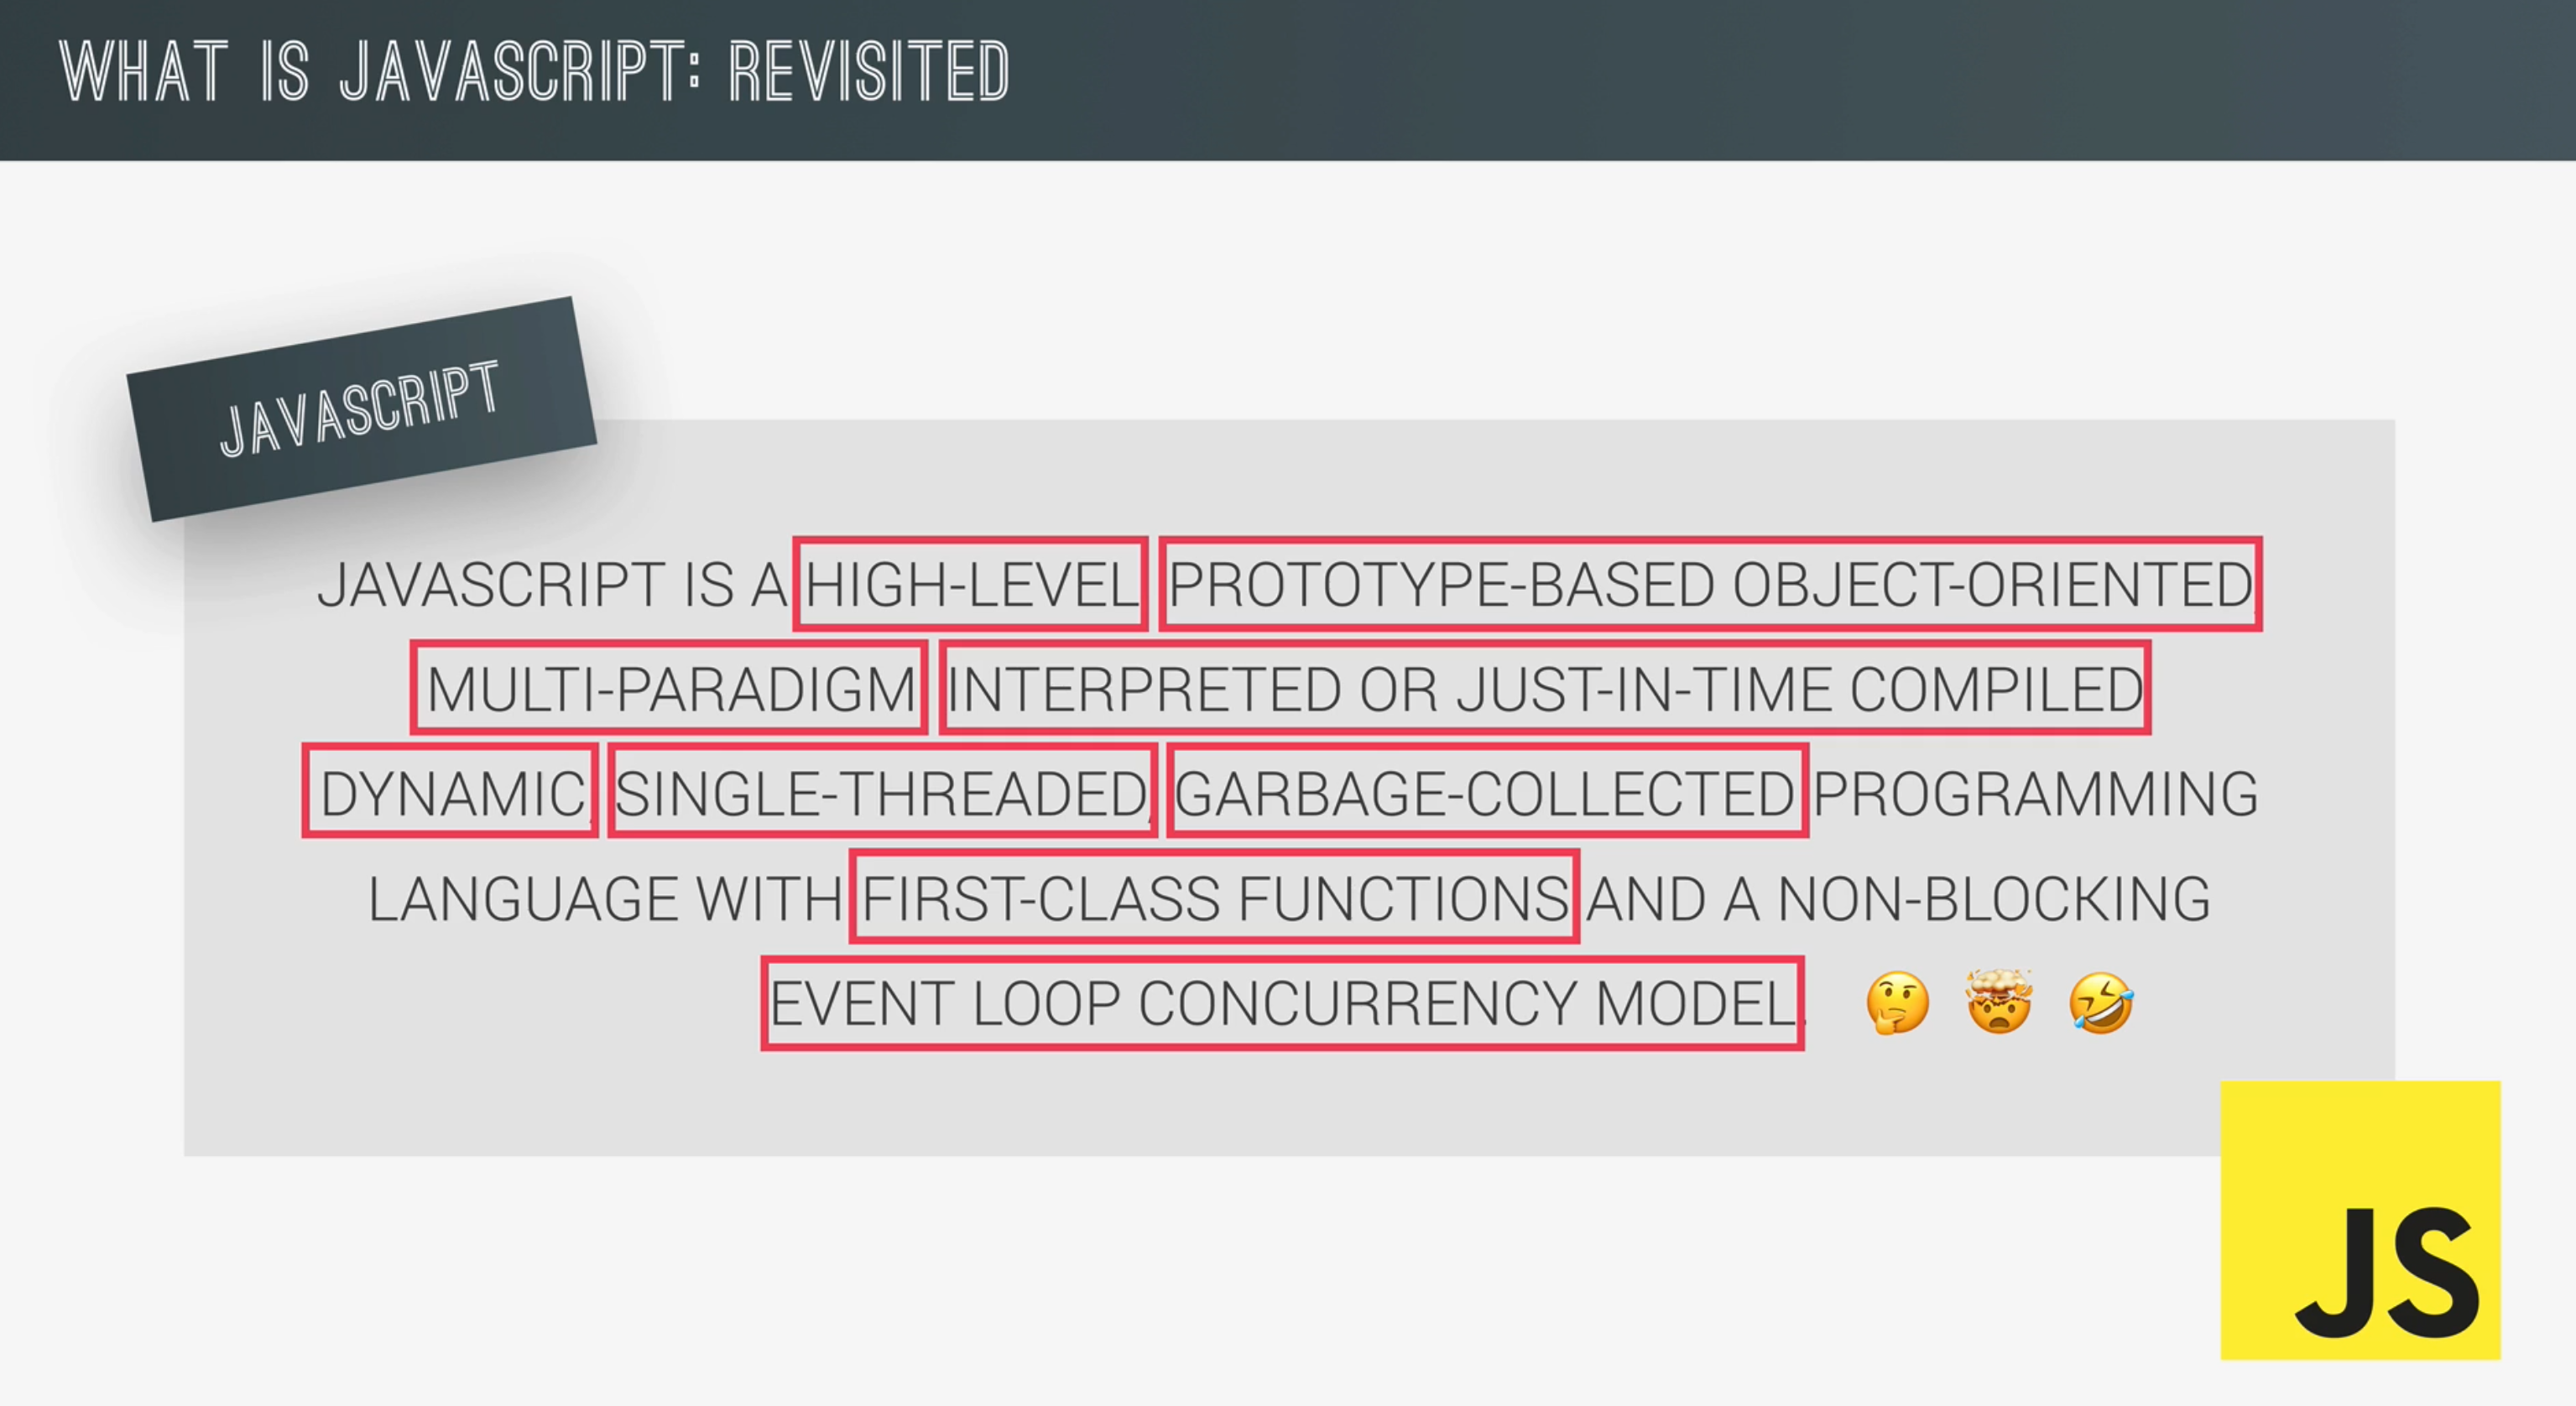 WHAT IS JAVASCRIPT: REVISITED
JAVASCRIPT
JAVASCRIPT IS A HIGH-LEVEL PROTOTYPE-BASED OBJECT-ORIENTED,
MULTI-PARADIGM INTERPRETED OR JUST-IN-TIME COMPILED
DYNAMIC, SINGLE-THREADED, GARBAGE-COLLECTED PROGRAMMING
LANGUAGE WITH FIRST-CLASS FUNCTIONS AND A NON-BLOCKING
EVENT LOOP CONCURRENCY MODEL. 🤔 🤯 🤣
JS